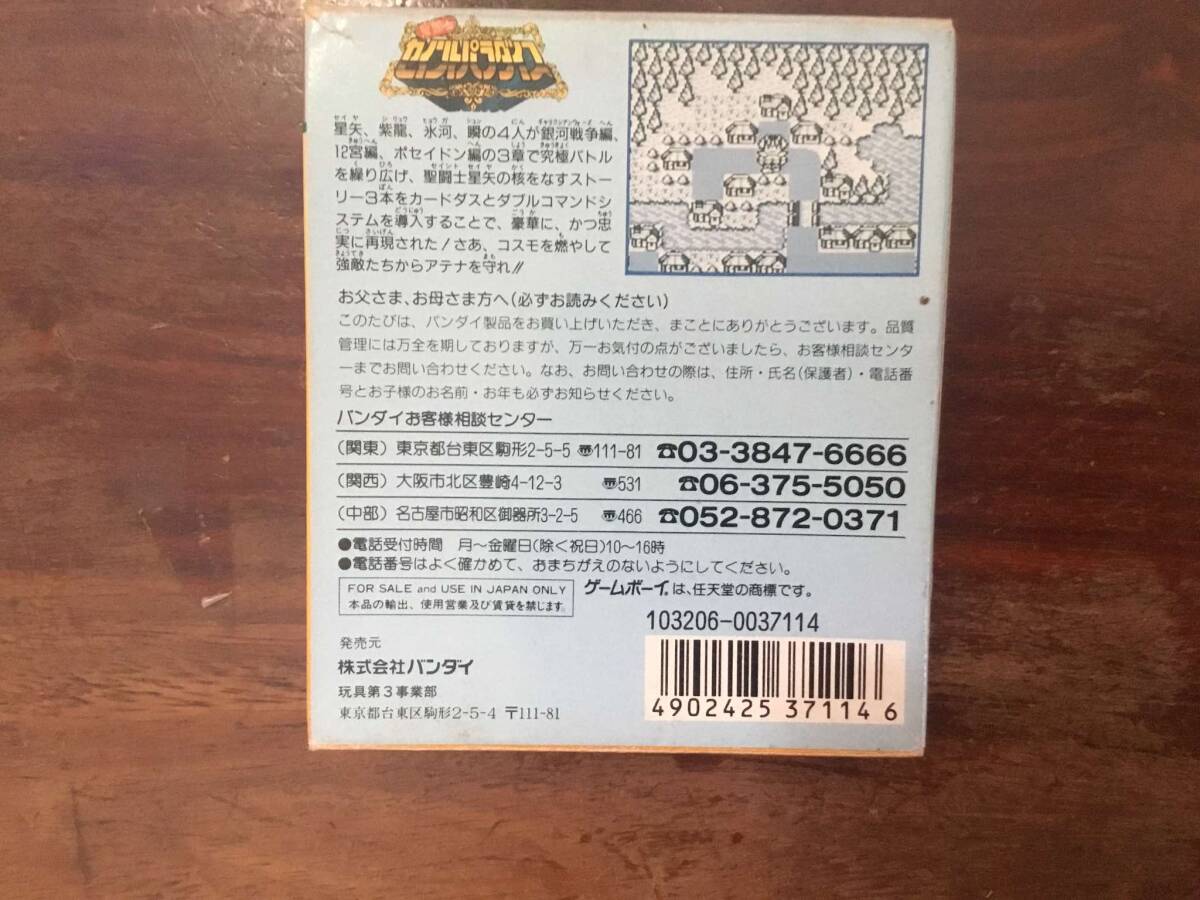 星矢、紫龍、氷河、瞬の4人が銀河戦争編、
12宮編、ポセイドン編の3章で究極バトル
を繰り広げ、聖闘士星矢の核をなすストー
リー3本をカードダスとダブルコマンドシ
ステムを導入することで、豪華に、かつ忠
実に再現された!さあ、コスモを燃やして
強敵たちからアテナを守れ!!
お父さま、お母さま方へ(必ずお読みください)
このたびは、バンダイ製品をお買い上げいただき、まことにありがとうございます。品質
管理には万全を期しておりますが、万一お気付の点がございましたら、お客様相談センタ
ーまでお問い合わせください。なお、お問い合わせの際は、住所・氏名(保護者)・電話番
号とお子様のお名前・お年も必ずお知らせください。
バンダイお客様相談センター
(関東) 東京都台東区駒形2-5-5 〠111-81 ☎03-3847-6666
(関西) 大阪市北区豊崎4-12-3 〠531 ☎06-375-5050
(中部) 名古屋市昭和区御器所3-2-5 〠466 ☎052-872-0371
●電話受付時間 月〜金曜日(除く祝日)10〜16時
●電話番号はよく確かめて、おまちがえのないようにしてください。
FOR SALE and USE IN JAPAN ONLY
本品の輸出、使用営業及び賃貸を禁じます。
ゲームボーイ は、任天堂の商標です。
103206-0037114
発売元
株式会社バンダイ
玩具第3事業部
東京都台東区駒形2-5-4 〒111-81
4902425371146